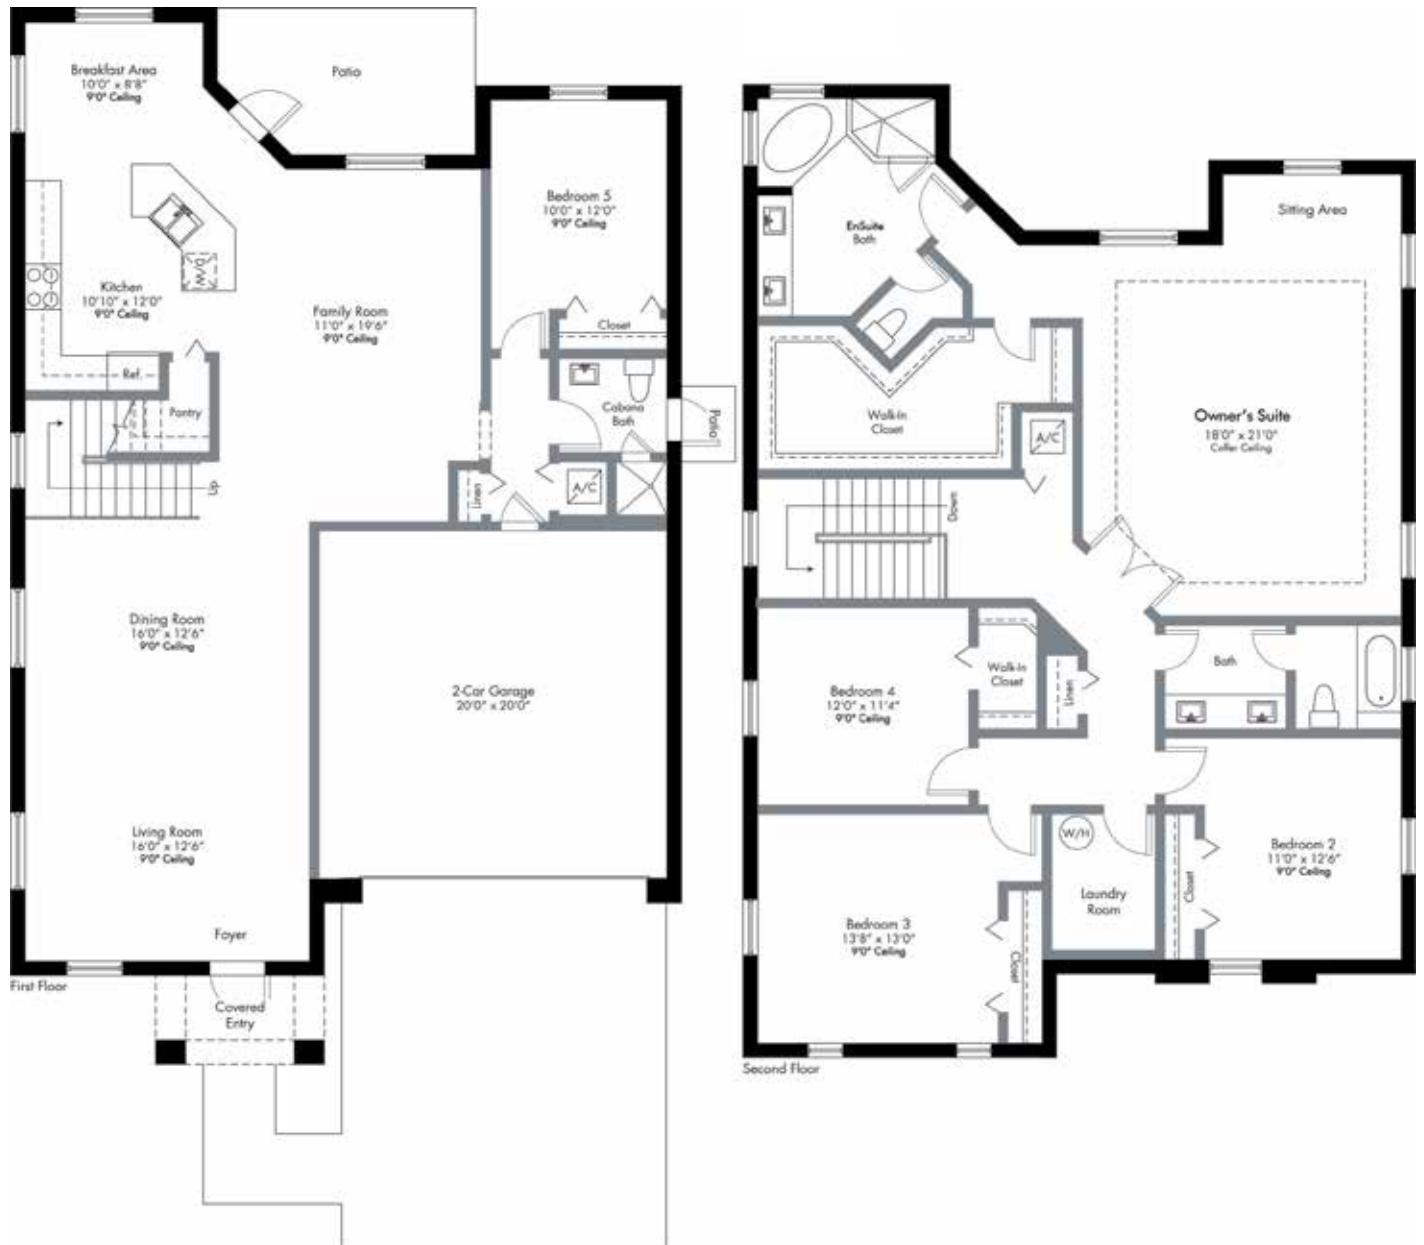 Breakfast Area
10'0" x 8'8"
9'0" Ceiling
Patio
Bedroom 5
10'0" x 12'0"
9'0" Ceiling
Closet
D/W
Kitchen
10'10" x 12'0"
9'0" Ceiling
Family Room
11'0" x 19'6"
9'0" Ceiling
Ref.
Pantry
Cabana
Bath
Patio
Up
Linen
A/C
Dining Room
16'0" x 12'6"
9'0" Ceiling
2-Car Garage
20'0" x 20'0"
Living Room
16'0" x 12'6"
9'0" Ceiling
Foyer
First Floor
Covered
Entry
EnSuite
Bath
Sitting Area
Walk-In
Closet
A/C
Owner's Suite
18'0" x 21'0"
Coffer Ceiling
Down
Bedroom 4
12'0" x 11'4"
9'0" Ceiling
Walk-In
Closet
Linen
Bath
W/H
Laundry
Room
Closet
Bedroom 2
11'0" x 12'6"
9'0" Ceiling
Bedroom 3
13'8" x 13'0"
9'0" Ceiling
Closet
Second Floor